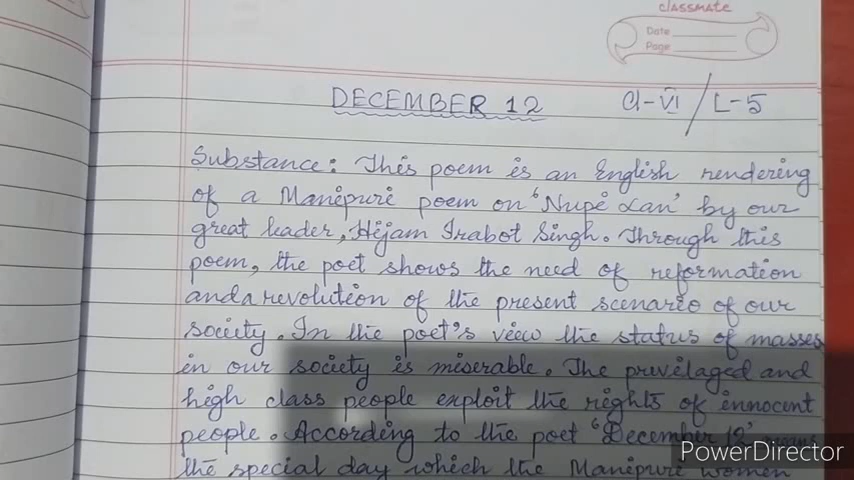 classmate
Date
Page
DECEMBER 12 Cl-VI / L-5
Substance: This poem is an English rendering
of a Manipuri poem on 'Nupi Lan' by our
great leader, Hijam Irabot Singh. Through this
poem, the poet shows the need of reformation
and a revolution of the present scenario of our
society. In the poet's view the status of masses
in our society is miserable. The privilaged and
high class people exploit the rights of innocent
people. According to the poet 'December 12' means
the special day which the Manipuri women
PowerDirector